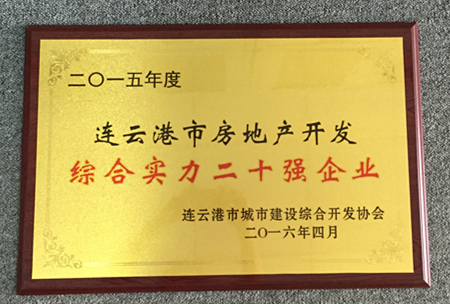 二〇一五年度
连云港市房地产开发
综合实力二十强企业
连云港市城市建设综合开发协会
二〇一六年四月